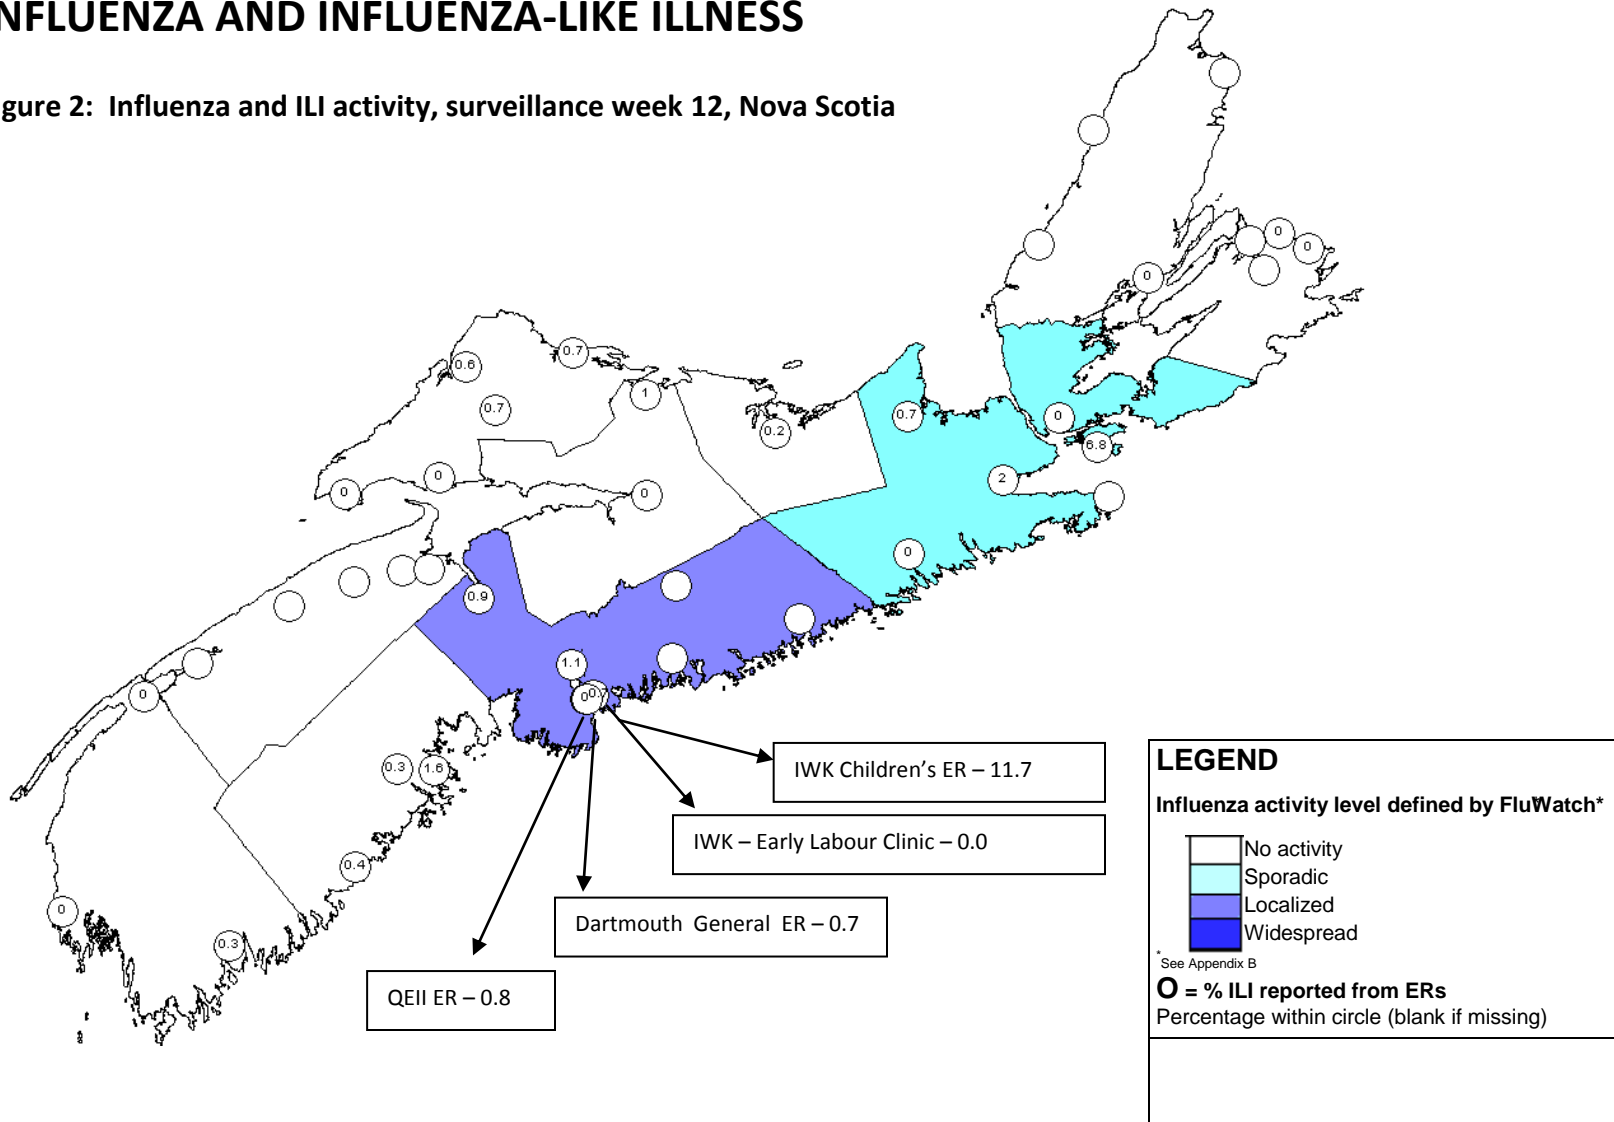 NFLUENZA AND INFLUENZA-LIKE ILLNESS
gure 2: Influenza and ILI activity, surveillance week 12, Nova Scotia
0
0
0
0.7
0.6
1
0.7
0.2
0.7
0
6.8
0
0
0
2
0
0.9
1.1
0
0.7
0
0.3
1.6
0.4
0
0.3
IWK Children's ER – 11.7
IWK – Early Labour Clinic – 0.0
Dartmouth General ER – 0.7
QEII ER – 0.8
LEGEND
Influenza activity level defined by FluWatch*
No activity
Sporadic
Localized
Widespread
*See Appendix B
O = % ILI reported from ERs
Percentage within circle (blank if missing)